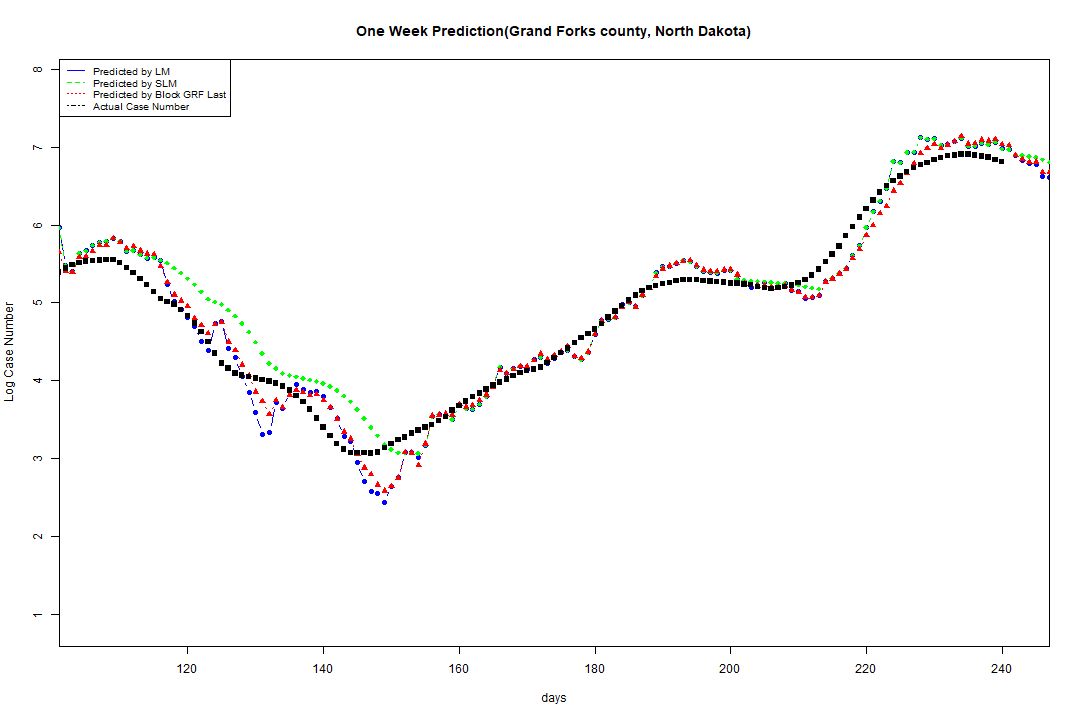 One Week Prediction(Grand Forks county, North Dakota)
Predicted by LM
Predicted by SLM
Predicted by Block GRF Last
Actual Case Number
8
7
6
5
4
3
2
1
Log Case Number
120 140 160 180 200 220 240
days